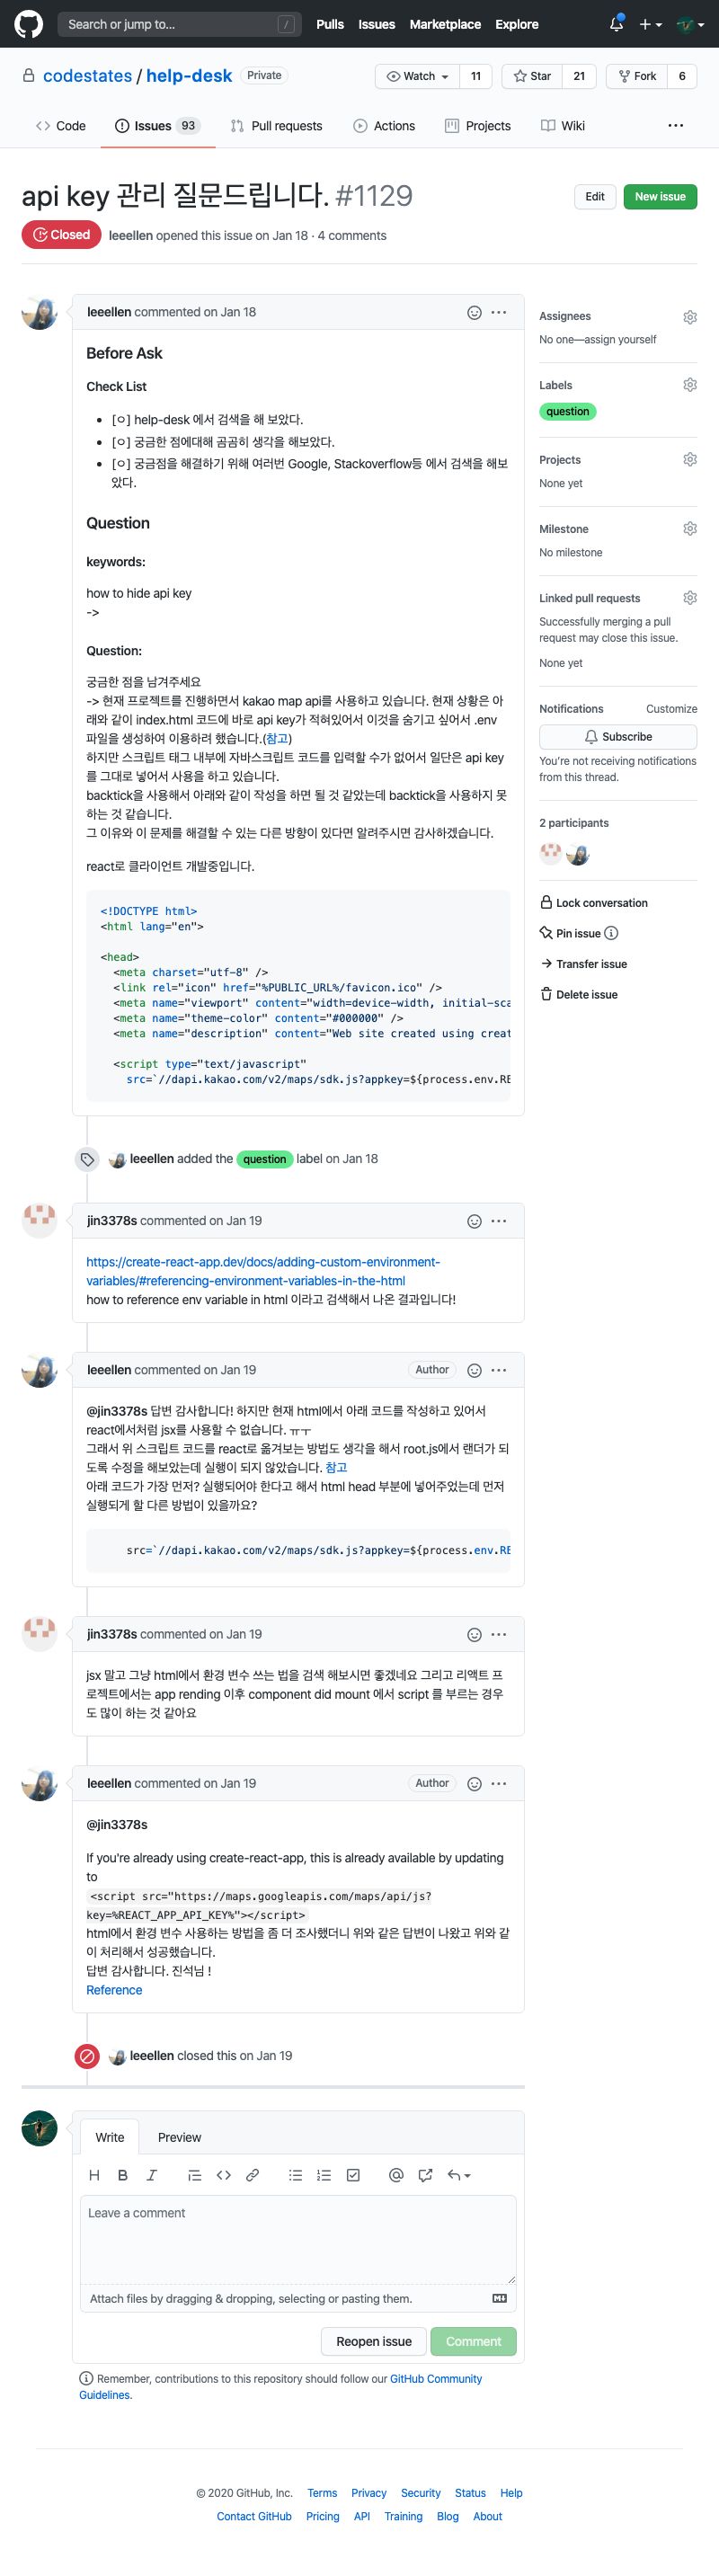 Search or jump to... /
Pulls Issues Marketplace Explore
codestates / help-desk Private
Watch 11 Star 21 Fork 6
Code Issues 93 Pull requests Actions Projects Wiki ...
api key 관리 질문드립니다. #1129
Edit New issue
Closed leeellen opened this issue on Jan 18 · 4 comments
leeellen commented on Jan 18
Before Ask
Check List
• [ㅇ] help-desk 에서 검색을 해 보았다.
• [ㅇ] 궁금한 점에대해 곰곰히 생각을 해보았다.
• [ㅇ] 궁금점을 해결하기 위해 여러번 Google, Stackoverflow등 에서 검색을 해보
았다.
Question
keywords:
how to hide api key
->
Question:
궁금한 점을 남겨주세요
-> 현재 프로젝트를 진행하면서 kakao map api를 사용하고 있습니다. 현재 상황은 아
래와 같이 index.html 코드에 바로 api key가 적혀있어서 이것을 숨기고 싶어서 .env
파일을 생성하여 이용하려 했습니다.(참고)
하지만 스크립트 태그 내부에 자바스크립트 코드를 입력할 수가 없어서 일단은 api key
를 그대로 넣어서 사용을 하고 있습니다.
backtick을 사용해서 아래와 같이 작성을 하면 될 것 같았는데 backtick을 사용하지 못
하는 것 같습니다.
그 이유와 이 문제를 해결할 수 있는 다른 방향이 있다면 알려주시면 감사하겠습니다.
react로 클라이언트 개발중입니다.
<!DOCTYPE html>
<html lang="en">
<head>
<meta charset="utf-8" />
<link rel="icon" href="%PUBLIC_URL%/favicon.ico" />
<meta name="viewport" content="width=device-width, initial-sca
<meta name="theme-color" content="#000000" />
<meta name="description" content="Web site created using creat
<script type="text/javascript"
src=`//dapi.kakao.com/v2/maps/sdk.js?appkey=${process.env.RE
Assignees
No one—assign yourself
Labels
question
Projects
None yet
Milestone
No milestone
Linked pull requests
Successfully merging a pull
request may close this issue.
None yet
Notifications Customize
Subscribe
You're not receiving notifications
from this thread.
2 participants
Lock conversation
Pin issue
Transfer issue
Delete issue
leeellen added the question label on Jan 18
jin3378s commented on Jan 19
https://create-react-app.dev/docs/adding-custom-environment-
variables/#referencing-environment-variables-in-the-html
how to reference env variable in html 이라고 검색해서 나온 결과입니다!
leeellen commented on Jan 19 Author
@jin3378s 답변 감사합니다! 하지만 현재 html에서 아래 코드를 작성하고 있어서
react에서처럼 jsx를 사용할 수 없습니다. ㅠㅜ
그래서 위 스크립트 코드를 react로 옮겨보는 방법도 생각을 해서 root.js에서 랜더가 되
도록 수정을 해보았는데 실행이 되지 않았습니다. 참고
아래 코드가 가장 먼저? 실행되어야 한다고 해서 html head 부분에 넣어주었는데 먼저
실행되게 할 다른 방법이 있을까요?
src=`//dapi.kakao.com/v2/maps/sdk.js?appkey=${process.env.RE
jin3378s commented on Jan 19
jsx 말고 그냥 html에서 환경 변수 쓰는 법을 검색 해보시면 좋겠네요 그리고 리액트 프
로젝트에서는 app rending 이후 component did mount 에서 script 를 부르는 경우
도 많이 하는 것 같아요
leeellen commented on Jan 19 Author
@jin3378s
If you're already using create-react-app, this is already available by updating
to
<script src="https://maps.googleapis.com/maps/api/js?
key=%REACT_APP_API_KEY%"></script>
html에서 환경 변수 사용하는 방법을 좀 더 조사했더니 위와 같은 답변이 나왔고 위와 같
이 처리해서 성공했습니다.
답변 감사합니다. 진석님 !
Reference
leeellen closed this on Jan 19
Write Preview
Leave a comment
Attach files by dragging & dropping, selecting or pasting them.
Reopen issue Comment
Remember, contributions to this repository should follow our GitHub Community
Guidelines.
© 2020 GitHub, Inc. Terms Privacy Security Status Help
Contact GitHub Pricing API Training Blog About